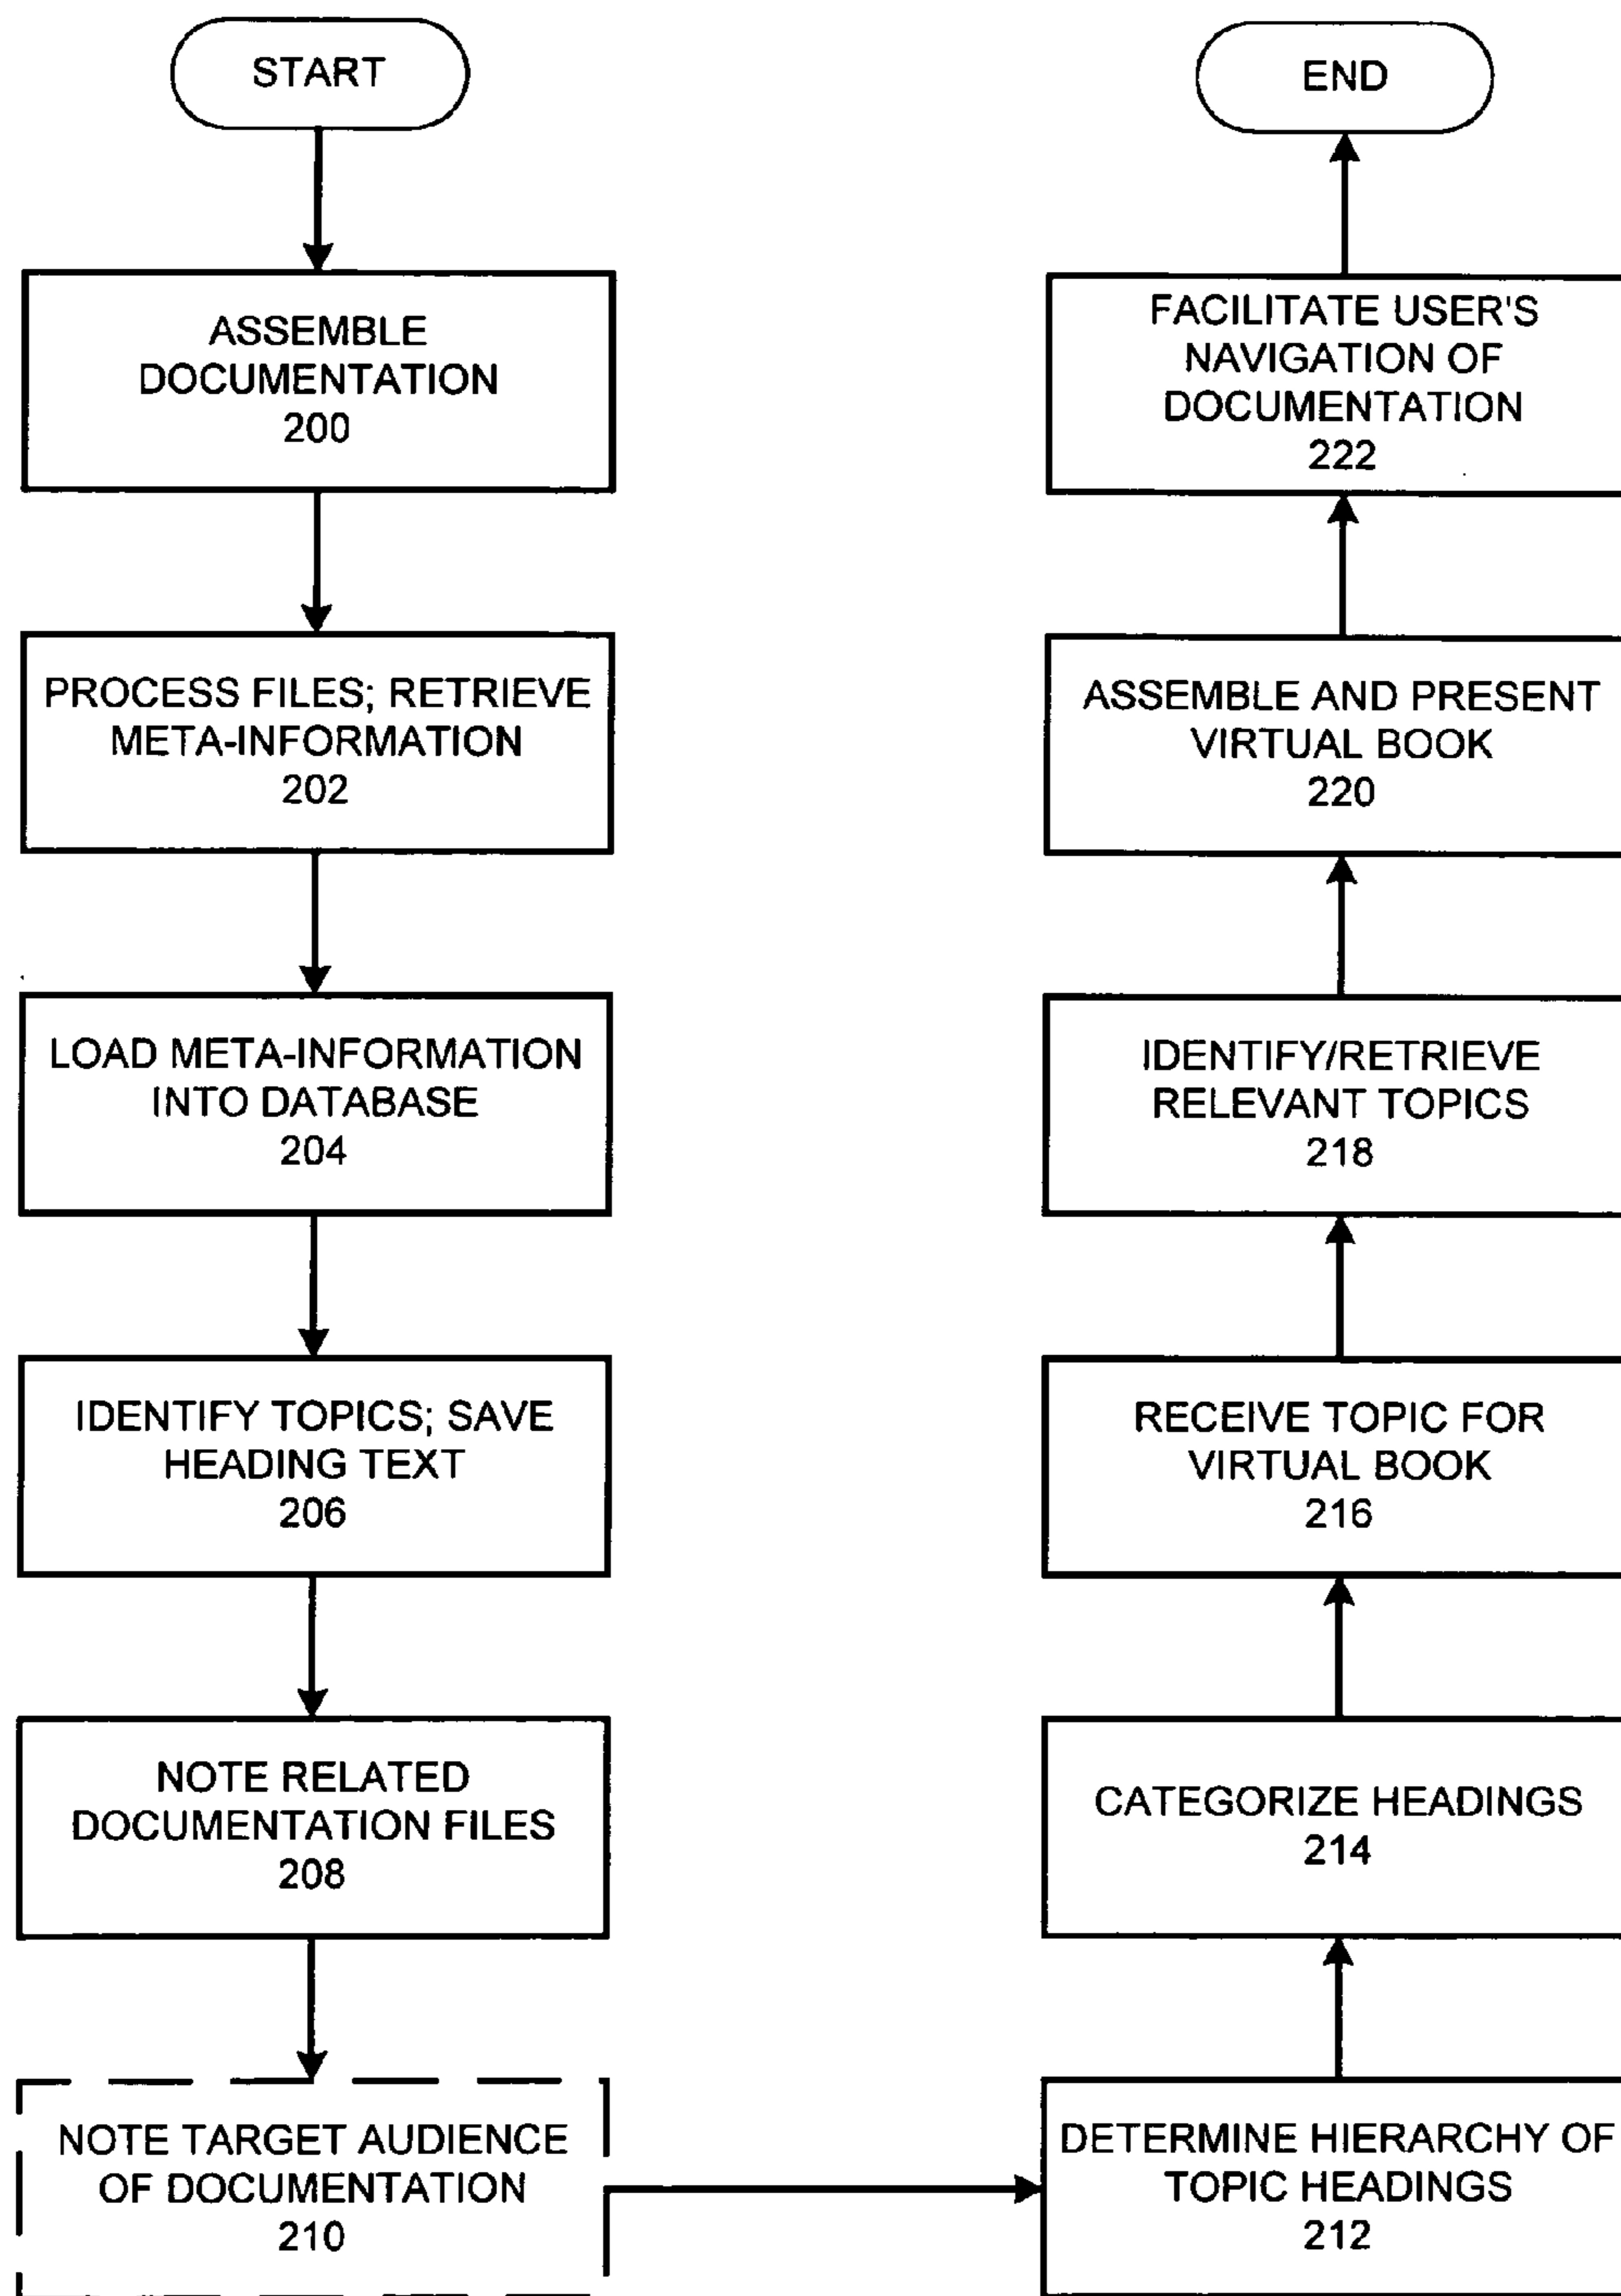 START
ASSEMBLE
DOCUMENTATION
200
PROCESS FILES; RETRIEVE
META-INFORMATION
202
LOAD META-INFORMATION
INTO DATABASE
204
IDENTIFY TOPICS; SAVE
HEADING TEXT
206
NOTE RELATED
DOCUMENTATION FILES
208
NOTE TARGET AUDIENCE
OF DOCUMENTATION
210
DETERMINE HIERARCHY OF
TOPIC HEADINGS
212
CATEGORIZE HEADINGS
214
RECEIVE TOPIC FOR
VIRTUAL BOOK
216
IDENTIFY/RETRIEVE
RELEVANT TOPICS
218
ASSEMBLE AND PRESENT
VIRTUAL BOOK
220
FACILITATE USER'S
NAVIGATION OF
DOCUMENTATION
222
END